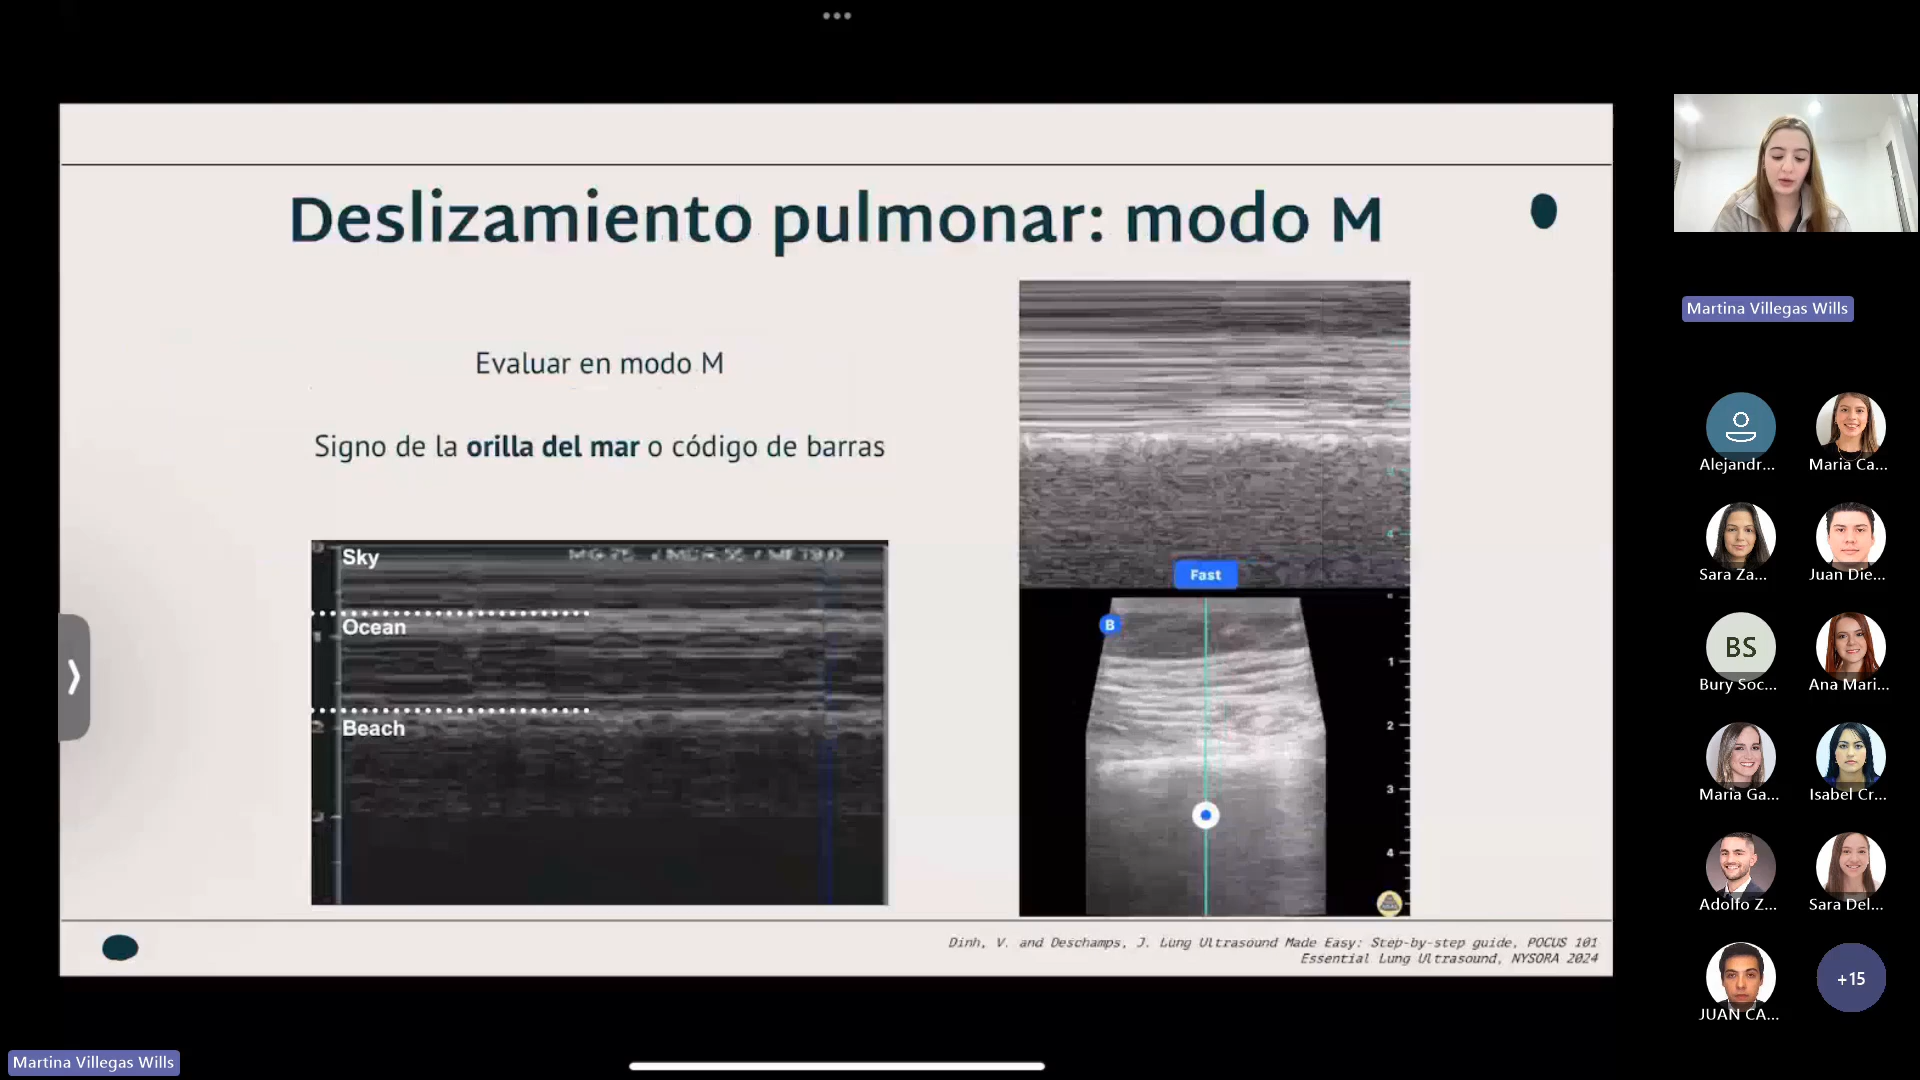 Deslizamiento pulmonar: modo M
Evaluar en modo M
Signo de la orilla del mar o código de barras
Sky
Ocean
Beach
4
Fast
B
1
2
3
4
Dinh, V. and Deschamps, J. Lung Ultrasound Made Easy: Step-by-step guide, POCUS 101
Essential Lung Ultrasound, NYSORA 2024
Martina Villegas Wills
Alejandr...
Maria Ca...
Sara Za...
Juan Die...
BS
Bury Soc...
Ana Mari...
Maria Ga...
Isabel Cr...
Adolfo Z...
Sara Del...
JUAN CA...
+15
Martina Villegas Wills